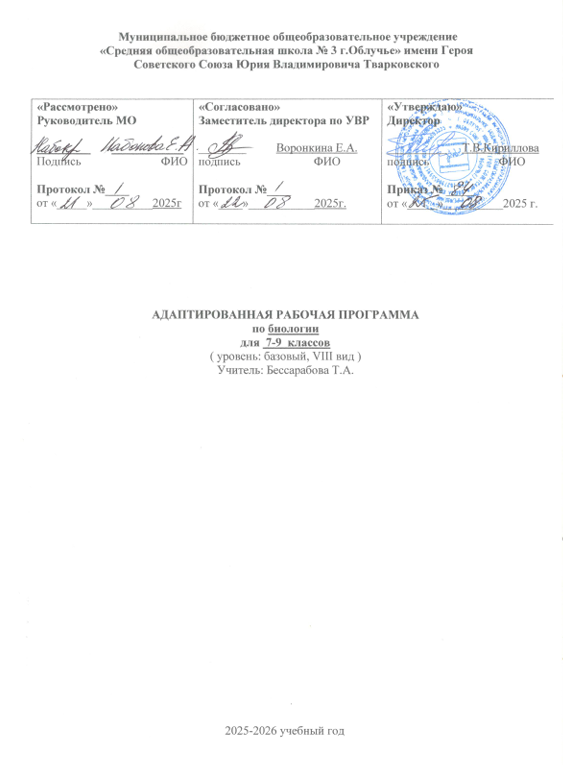 Муниципальное бюджетное общеобразовательное учреждение
«Средняя общеобразовательная школа № 3 г.Облучье» имени Героя
Советского Союза Юрия Владимировича Тварковского
«Рассмотрено»
Руководитель МО
Подпись ФИО
Протокол № 1
от « 21 » 08 2025г
«Согласовано»
Заместитель директора по УВР
Воронкина Е.А.
подпись ФИО
Протокол № 1
от « 22 » 08 2025г.
«Утверждаю»
Директор
Т.В.Кириллова
подпись ФИО
Приказ №
от « » 08 2025 г.
АДАПТИРОВАННАЯ РАБОЧАЯ ПРОГРАММА
по биологии
для 7-9 классов
( уровень: базовый, VIII вид )
Учитель: Бессарабова Т.А.
2025-2026 учебный год